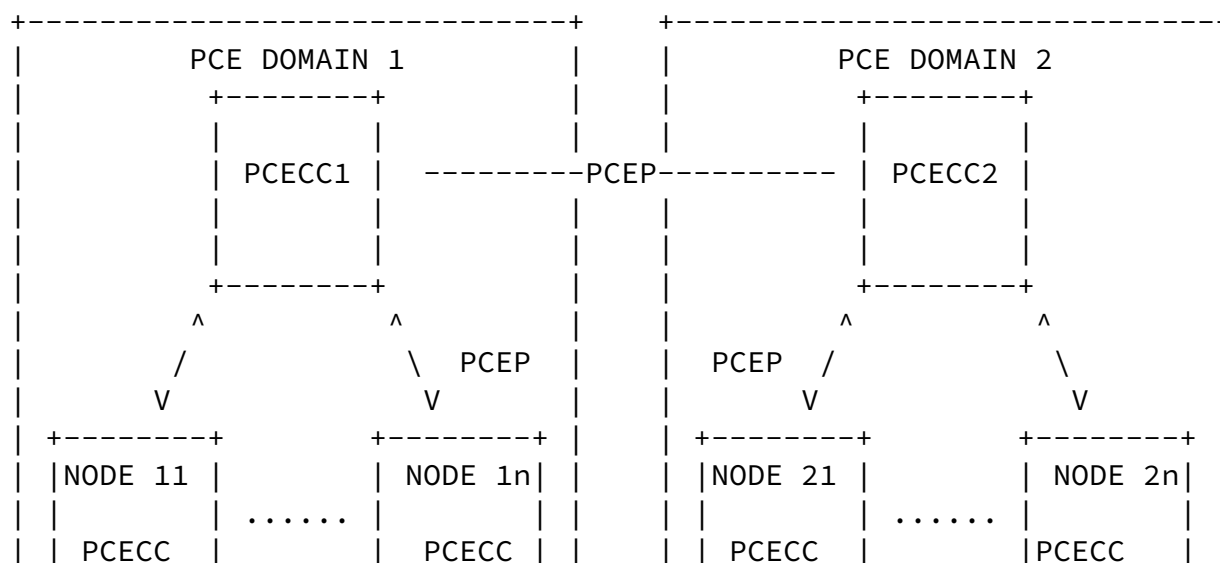 +------------------------------+    +------------------------------
|         PCE DOMAIN 1         |    |         PCE DOMAIN 2
|          +--------+          |    |          +--------+
|          |        |          |    |          |        |
|          | PCECC1 |  ---------PCEP---------- | PCECC2 |
|          |        |          |    |          |        |
|          |        |          |    |          |        |
|          +--------+          |    |          +--------+
|         ^          ^         |    |         ^          ^
|        /            \  PCEP  |    |  PCEP  /            \
|       V              V       |    |       V              V
| +--------+        +--------+ |    | +--------+        +--------+
| |NODE 11 |        | NODE 1n| |    | |NODE 21 |        | NODE 2n|
| |        | ...... |        | |    | |        | ...... |        |
| | PCECC  |        |  PCECC | |    | | PCECC  |        |PCECC   |